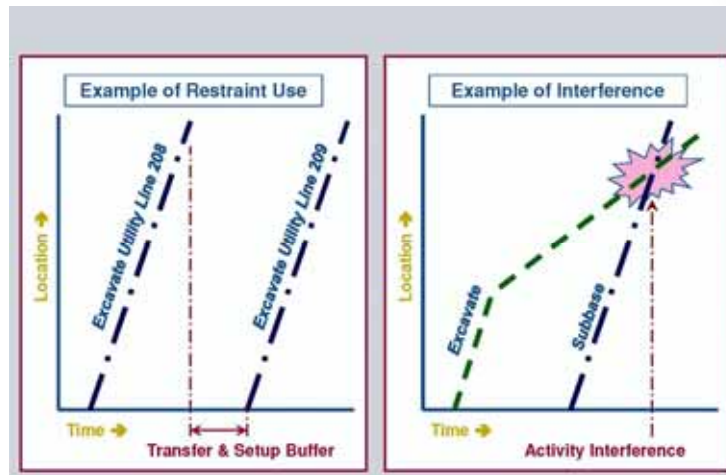 Example of Restraint Use
Excavate Utility Line 208
Excavate Utility Line 209
Location
Time
Transfer & Setup Buffer
Example of Interference
Excavate
Subbase
Location
Time
Activity Interference